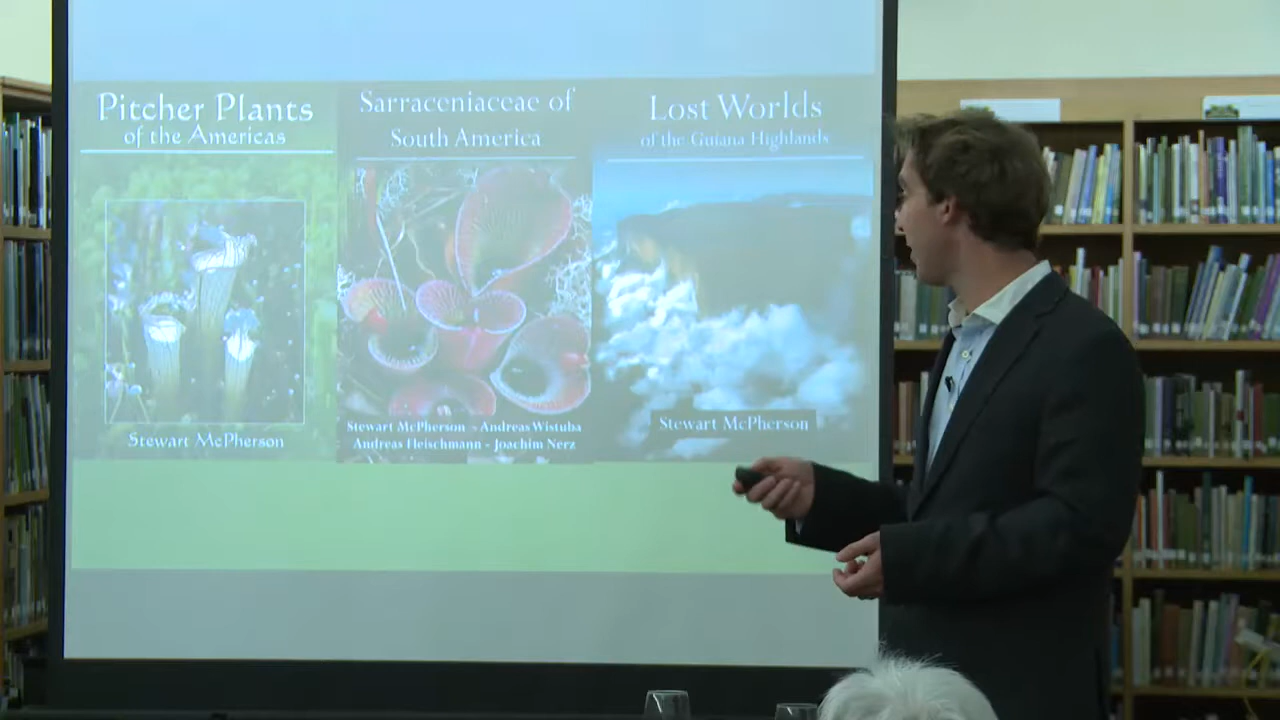 Pitcher Plants
of the Americas
Stewart McPherson
Sarraceniaceae of
South America
Stewart McPherson - Andreas Wistuba
Andreas Fleischmann - Joachim Nerz
Lost Worlds
of the Guiana Highlands
Stewart McPherson